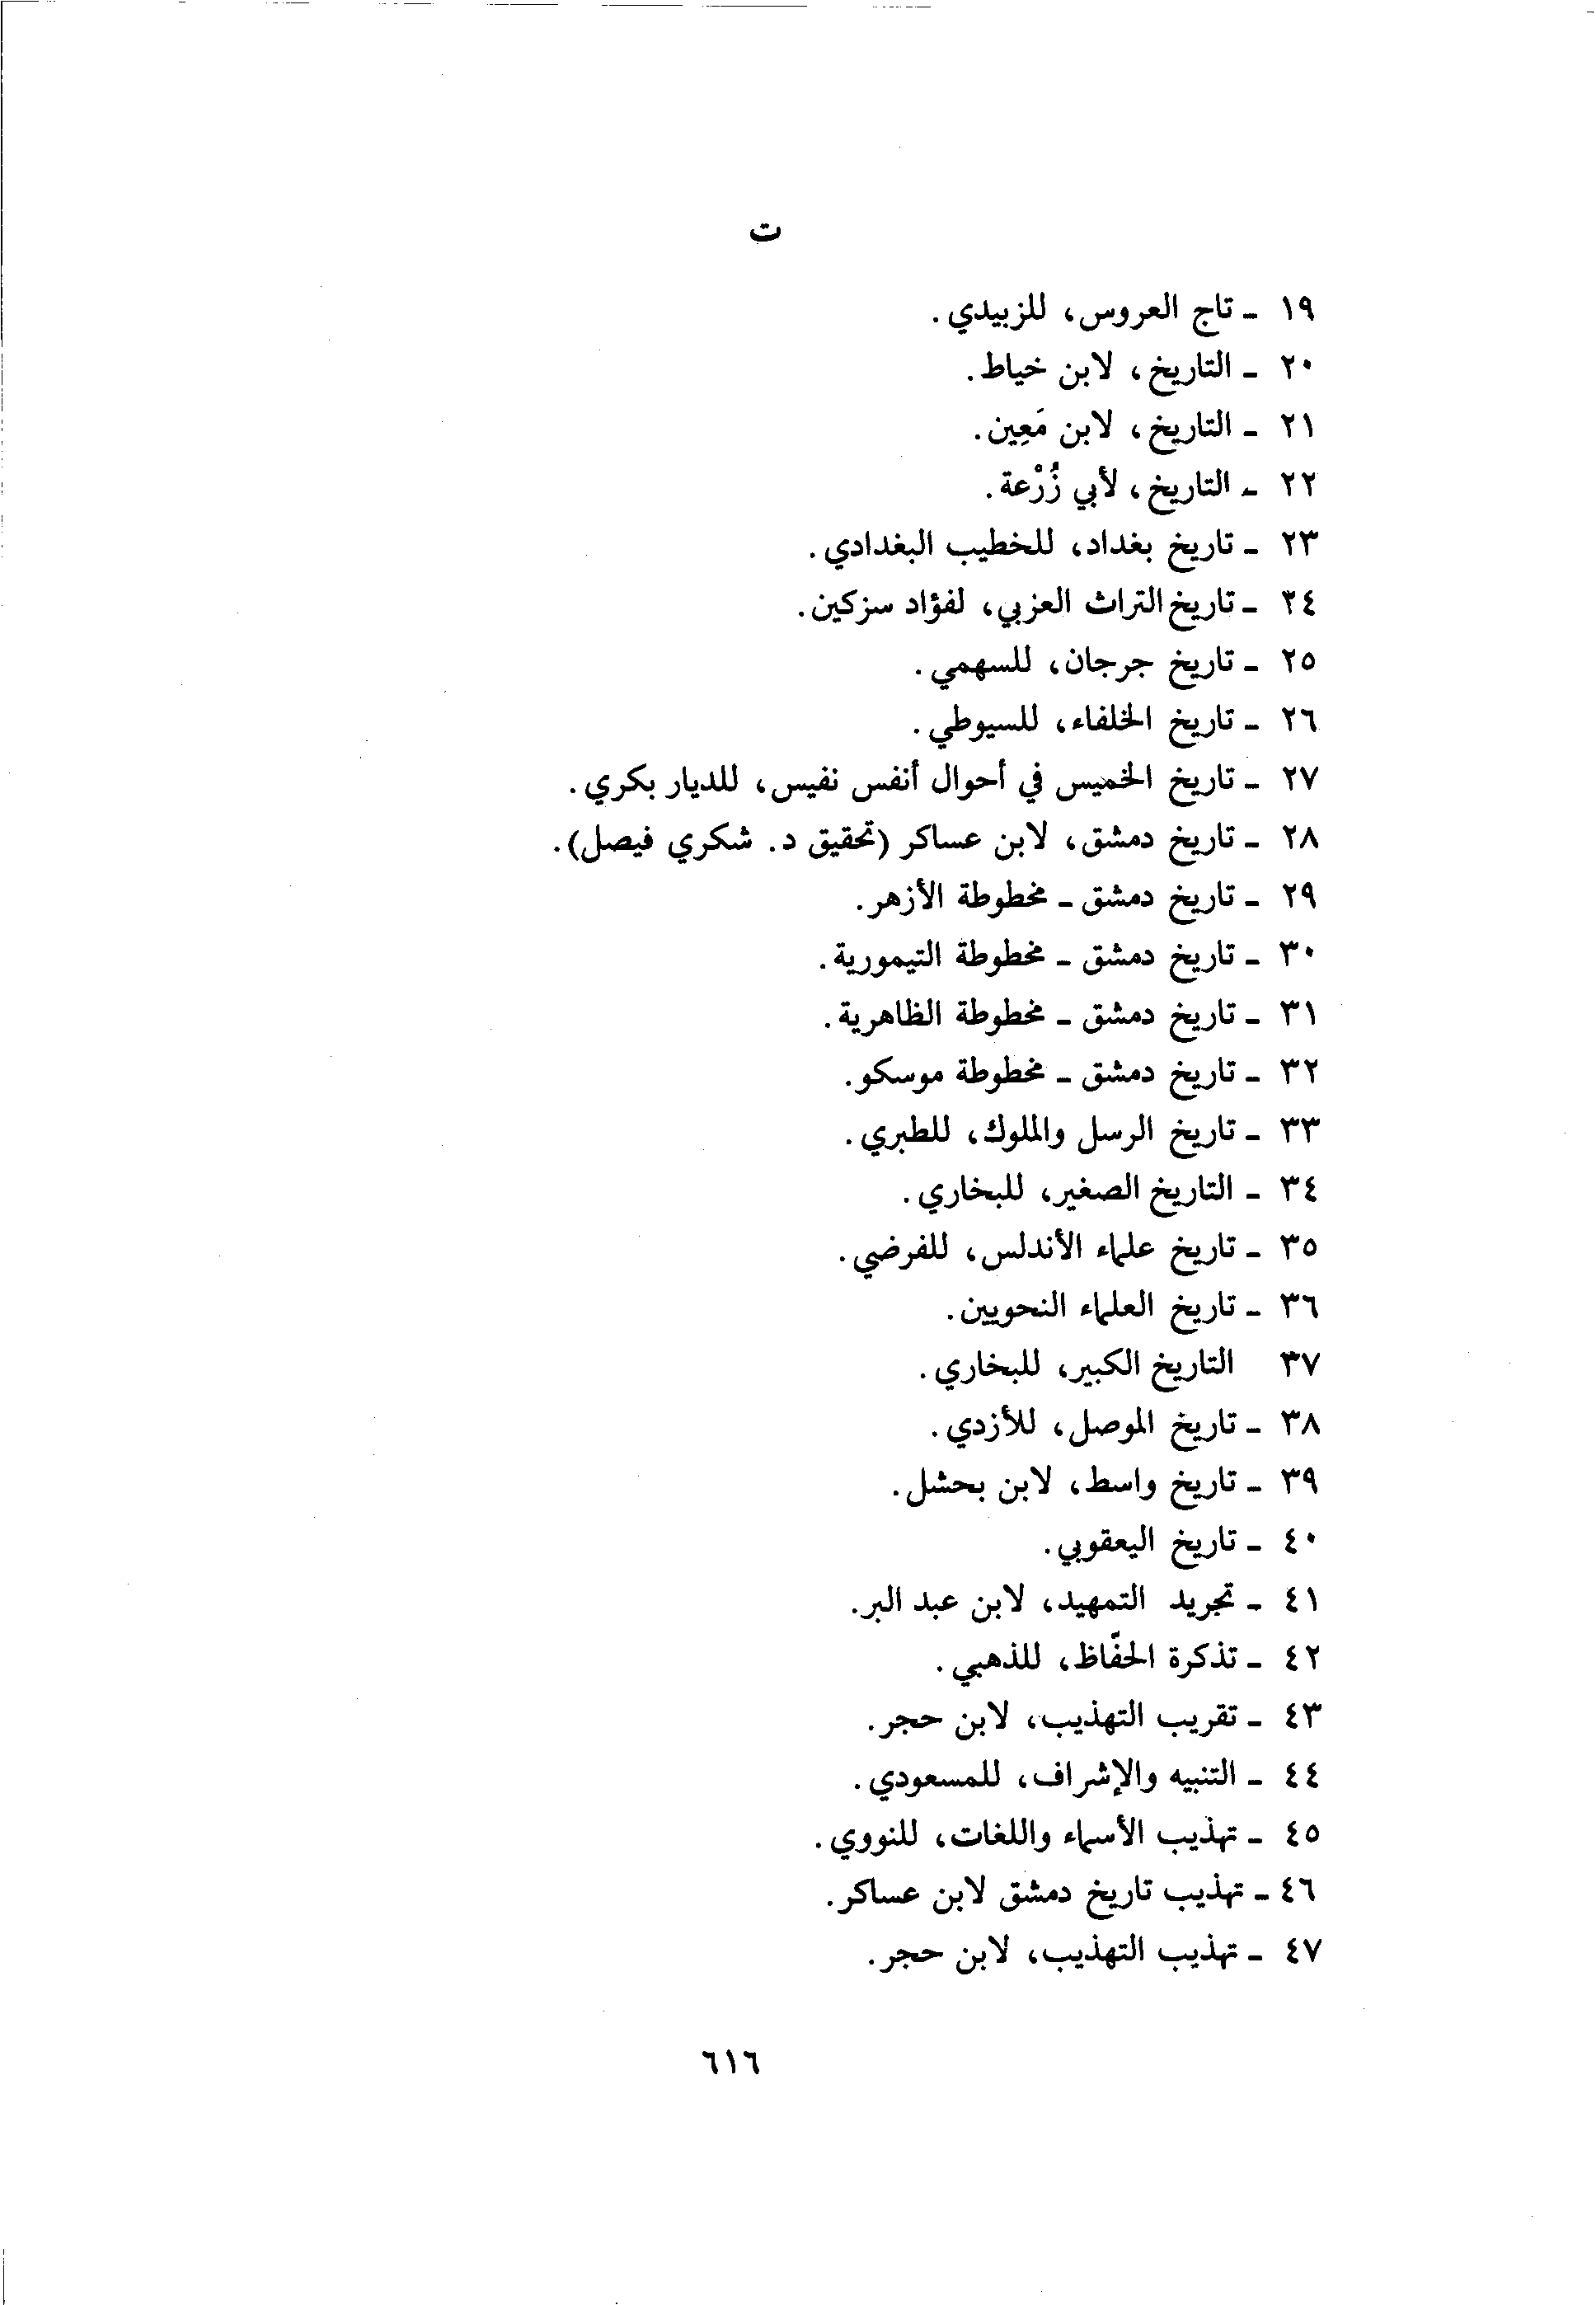 ت
١٩ - تاج العروس، للزبيدي.
٢٠ - التاريخ، لابن خياط.
٢١ - التاريخ، لابن مَعِين.
٢٢ - التاريخ، لأبي زُرْعة.
٢٣ - تاريخ بغداد، للخطيب البغدادي.
٢٤ - تاريخ التراث العربي، لفؤاد سزكين.
٢٥ - تاريخ جرجان، للسهمي.
٢٦ - تاريخ الخلفاء، للسيوطي.
٢٧ - تاريخ الخميس في أحوال أنفس نفيس، للديار بكري.
٢٨ - تاريخ دمشق، لابن عساكر (تحقيق د. شكري فيصل).
٢٩ - تاريخ دمشق - مخطوطة الأزهر.
٣٠ - تاريخ دمشق - مخطوطة التيمورية.
٣١ - تاريخ دمشق - مخطوطة الظاهرية.
٣٢ - تاريخ دمشق - مخطوطة موسكو.
٣٣ - تاريخ الرسل والملوك، للطبري.
٣٤ - التاريخ الصغير، للبخاري.
٣٥ - تاريخ علماء الأندلس، للفرضي.
٣٦ - تاريخ العلماء النحويين.
٣٧ التاريخ الكبير، للبخاري.
٣٨ - تاريخ الموصل، للأزدي.
٣٩ - تاريخ واسط، لابن بحشل.
٤٠ - تاريخ اليعقوبي.
٤١ - تجريد التمهيد، لابن عبد البر.
٤٢ - تذكرة الحفّاظ، للذهبي.
٤٣ - تقريب التهذيب، لابن حجر.
٤٤ - التنبيه والإشراف، للمسعودي.
٤٥ - تهذيب الأسماء واللغات، للنووي.
٤٦ - تهذيب تاريخ دمشق لابن عساكر.
٤٧ - تهذيب التهذيب، لابن حجر.
٦١٦